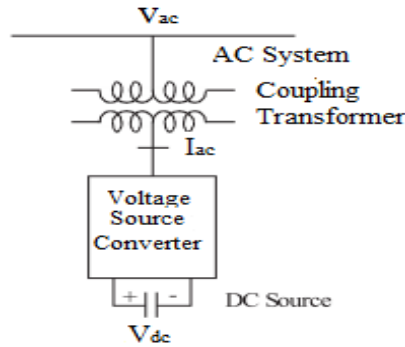 Vac
AC System
Coupling
Transformer
Iac
Voltage
Source
Converter
+ -
DC Source
Vdc